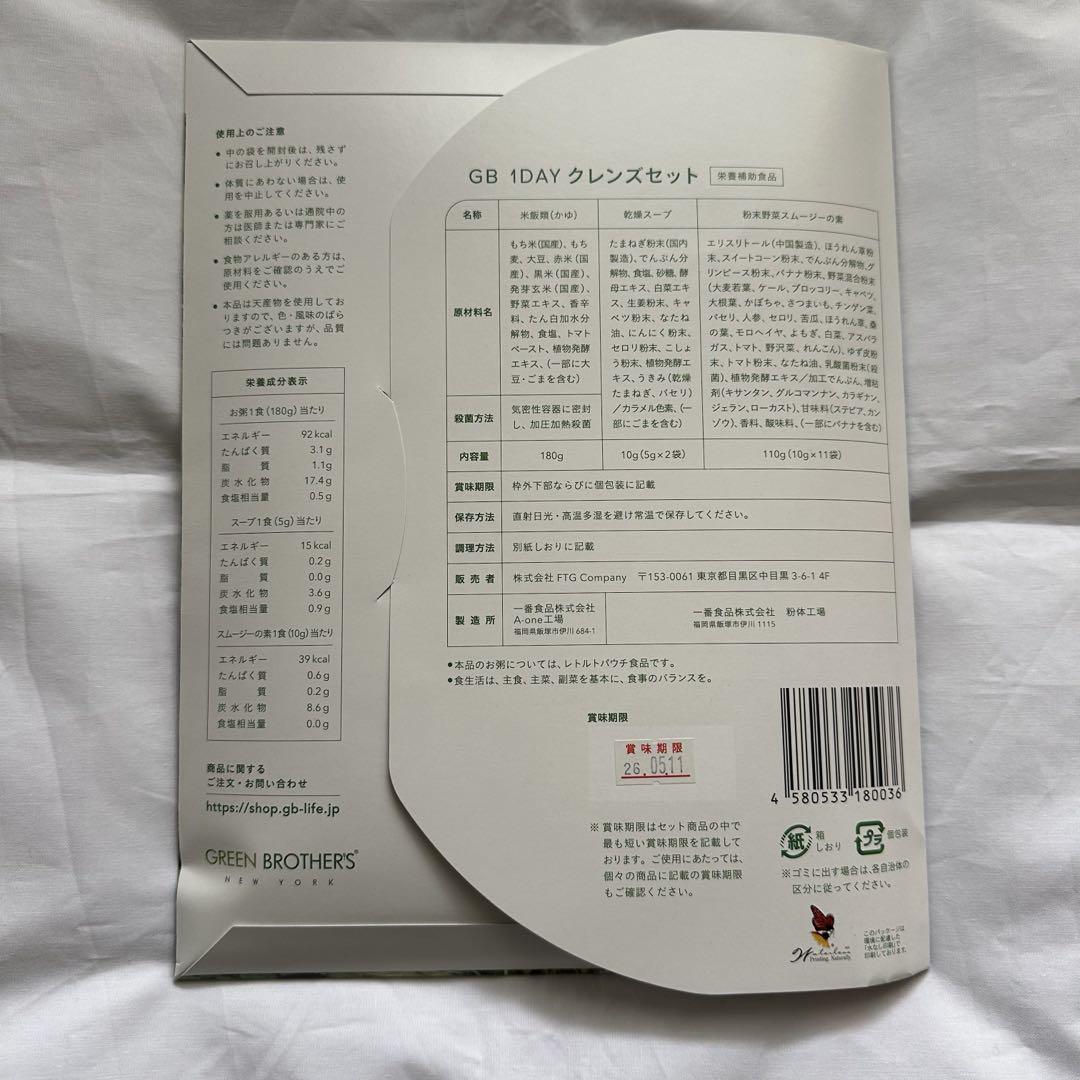 使用上のご注意
● 中の袋を開封後は、残さず
にお召し上がりください。
● 体質にあわない場合は、使
用を中止してください。
● 薬を服用あるいは通院中の
方は医師または専門家にご
相談ください。
● 食物アレルギーのある方は、
原材料をご確認のうえでご
使用ください。
● 本品は天産物を使用してお
りますので、色・風味のばら
つきがございますが、品質
には問題ありません。
栄養成分表示
お粥1食(180g)当たり
エネルギー 92kcal
たんぱく質 3.1g
脂質 1.1g
炭水化物 17.4g
食塩相当量 0.5g
スープ1食(5g)当たり
エネルギー 15kcal
たんぱく質 0.2g
脂質 0.0g
炭水化物 3.6g
食塩相当量 0.9g
スムージーの素1食(10g)当たり
エネルギー 39kcal
たんぱく質 0.6g
脂質 0.2g
炭水化物 8.6g
食塩相当量 0.0g
商品に関する
ご注文・お問い合わせ
https://shop.gb-life.jp
GREEN BROTHER'S®
NEW YORK
GB 1DAY クレンズセット 栄養補助食品
名称 米飯類(かゆ) 乾燥スープ 粉末野菜スムージーの素
原材料名
もち米(国産)、もち
麦、大豆、赤米(国
産)、黒米(国産)、
発芽玄米(国産)、
野菜エキス、香辛
料、たん白加水分
解物、食塩、トマト
ペースト、植物発酵
エキス、(一部に大
豆・ごまを含む)
たまねぎ粉末(国内
製造)、でんぷん分
解物、食塩、砂糖、酵
母エキス、白菜エキ
ス、生姜粉末、キャ
ベツ粉末、なたね
油、にんにく粉末、
セロリ粉末、こしょ
う粉末、植物発酵エ
キス、うきみ(乾燥
たまねぎ、パセリ)
／カラメル色素、(一
部にごまを含む)
エリスリトール(中国製造)、ほうれん草粉
末、スイートコーン粉末、でんぷん分解物、グ
リンピース粉末、バナナ粉末、野菜混合粉末
(大麦若葉、ケール、ブロッコリー、キャベツ、
大根葉、かぼちゃ、さつまいも、チンゲン菜、
パセリ、人参、セロリ、苦瓜、ほうれん草、桑
の葉、モロヘイヤ、よもぎ、白菜、アスパラ
ガス、トマト、野沢菜、れんこん)、ゆず皮粉
末、トマト粉末、なたね油、乳酸菌粉末(殺
菌)、植物発酵エキス／加工でんぷん、増粘
剤(キサンタン、グルコマンナン、カラギナン、
ジェラン、ローカスト)、甘味料(ステビア、カン
ゾウ)、香料、酸味料、(一部にバナナを含む)
殺菌方法 気密性容器に密封
し、加圧加熱殺菌
内容量 180g 10g(5g×2袋) 110g(10g×11袋)
賞味期限 枠外下部ならびに個包装に記載
保存方法 直射日光・高温多湿を避け常温で保存してください。
調理方法 別紙しおりに記載
販売者 株式会社 FTG Company 〒153-0061 東京都目黒区中目黒 3-6-1 4F
製造所
一番食品株式会社
A-one工場
福岡県飯塚市伊川 684-1
一番食品株式会社 粉体工場
福岡県飯塚市伊川 1115
●本品のお粥については、レトルトパウチ食品です。
●食生活は、主食、主菜、副菜を基本に、食事のバランスを。
賞味期限
賞味期限
26.05.11
4 580533 180036
※賞味期限はセット商品の中で
最も短い賞味期限を記載して
おります。ご使用にあたっては、
個々の商品に記載の賞味期限
もご確認ください。
紙 箱
しおり
プラ 個包装
※ゴミに出す場合は、各自治体の
区分に従ってください。
Waterless
Printing. Naturally.
このパッケージは
環境に配慮した
「水なし印刷」で
印刷しております。